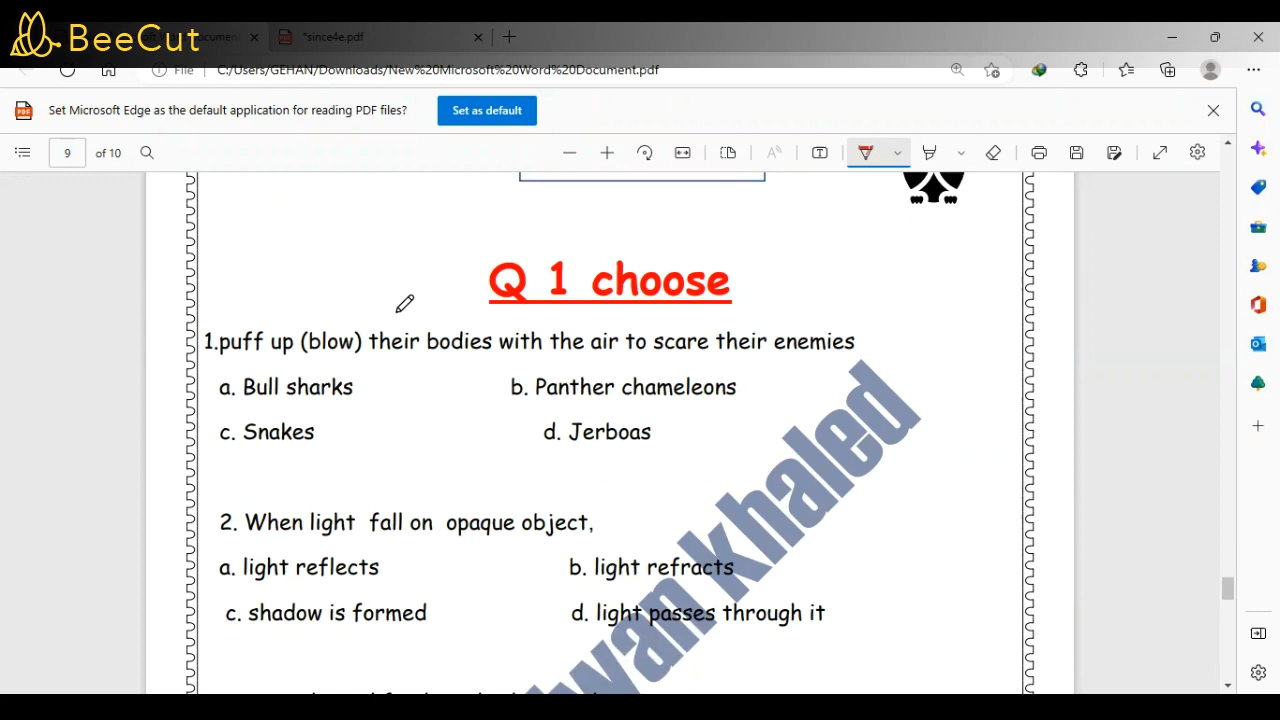 BeeCut
*since4e.pdf
File C:/Users/GEHAN/Downloads/New%20Microsoft%20Word%20Document.pdf
Set Microsoft Edge as the default application for reading PDF files? Set as default
9 of 10
Q 1 choose
1.puff up (blow) their bodies with the air to scare their enemies
a. Bull sharks b. Panther chameleons
c. Snakes d. Jerboas
2. When light fall on opaque object,
a. light reflects b. light refracts
c. shadow is formed d. light passes through it
khaled